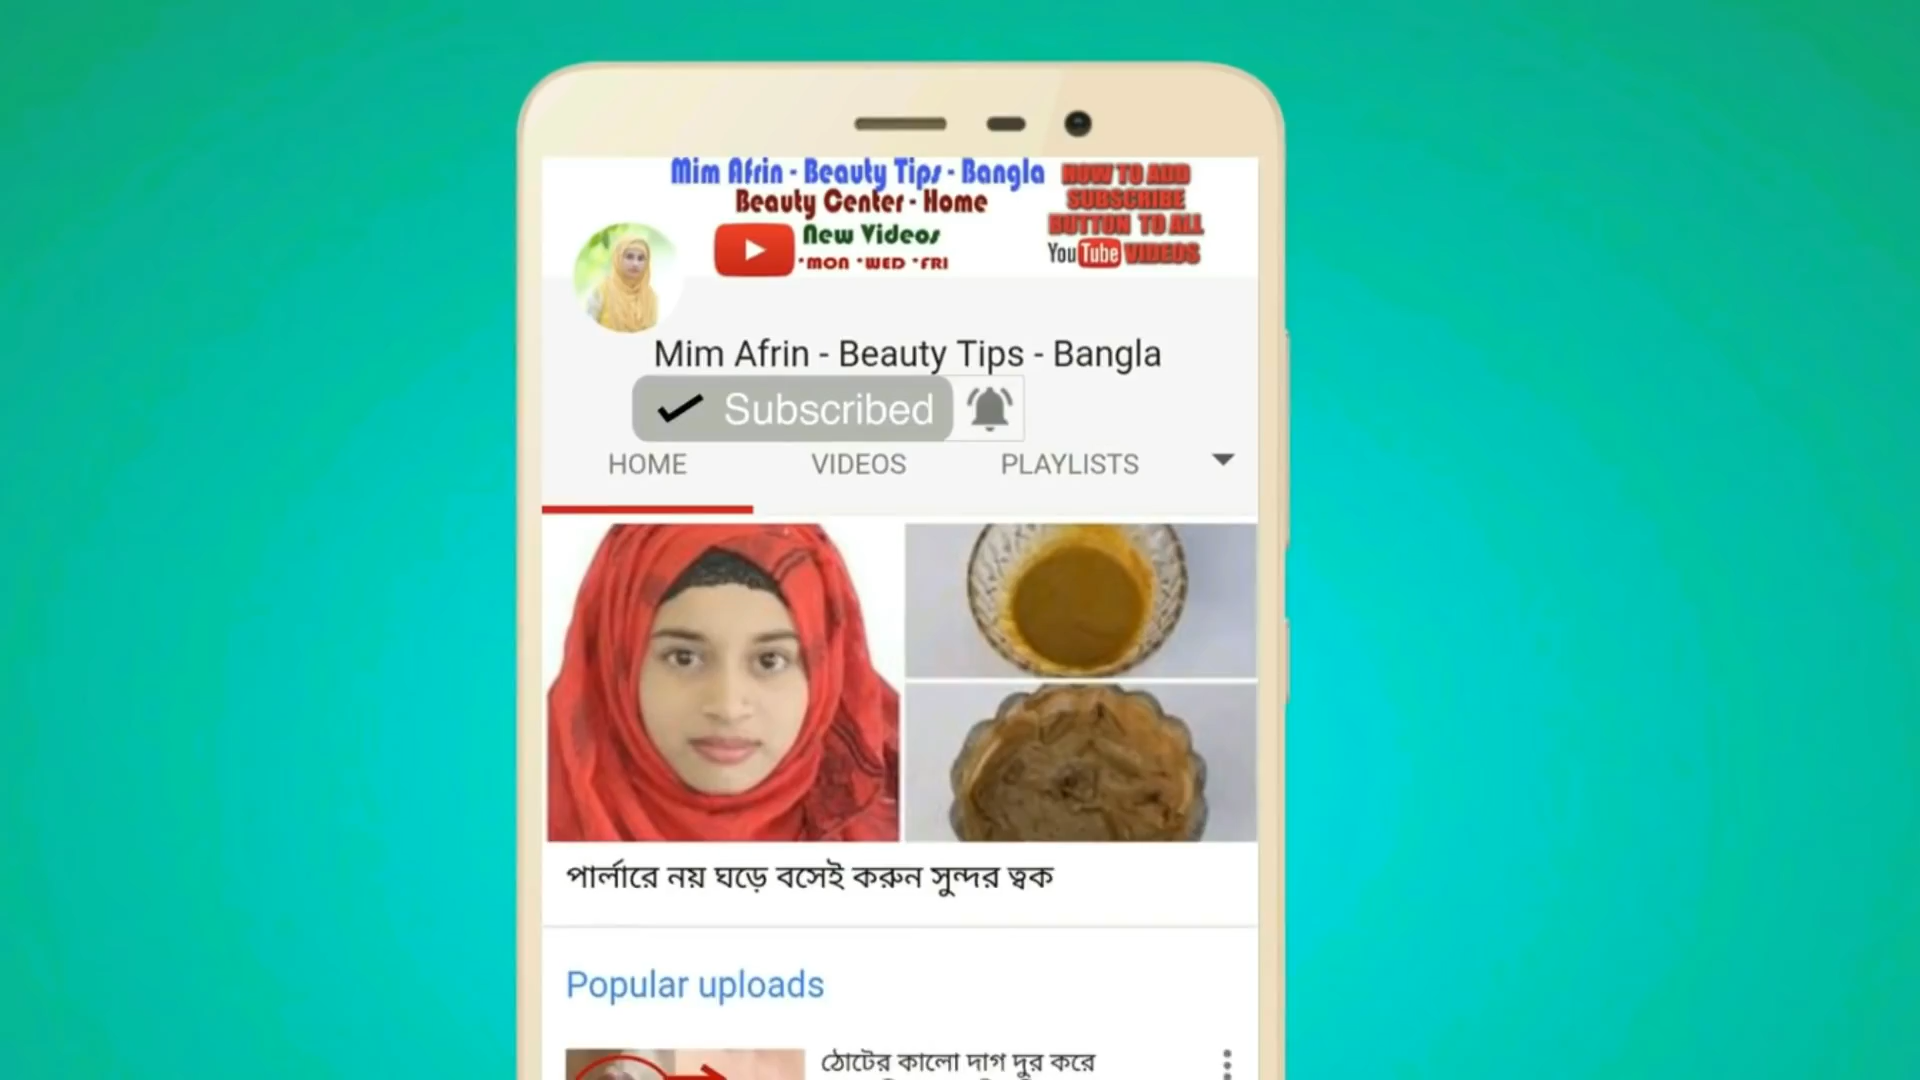 Mim Afrin - Beauty Tips - Bangla
Beauty Center - Home
New Videos
*MON *WED *FRI
HOW TO ADD
SUBSCRIBE
BUTTON TO ALL
YouTube VIDEOS
Mim Afrin - Beauty Tips - Bangla
Subscribed
HOME VIDEOS PLAYLISTS
পার্লারে নয় ঘড়ে বসেই করুন সুন্দর ত্বক
Popular uploads
ঠোটের কালো দাগ দুর করে